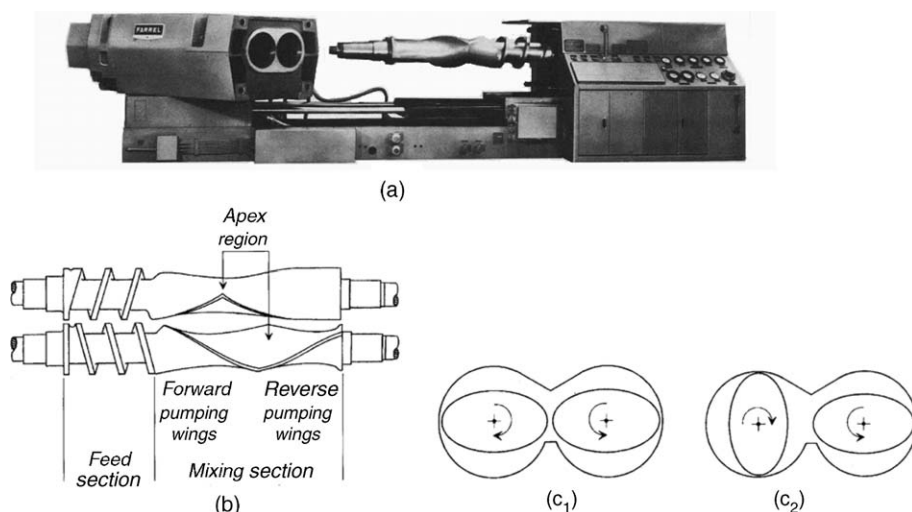 FARREL
(a)
Apex
region
Forward
pumping
wings
Reverse
pumping
wings
Feed
section
Mixing section
(b)
(c1)
(c2)